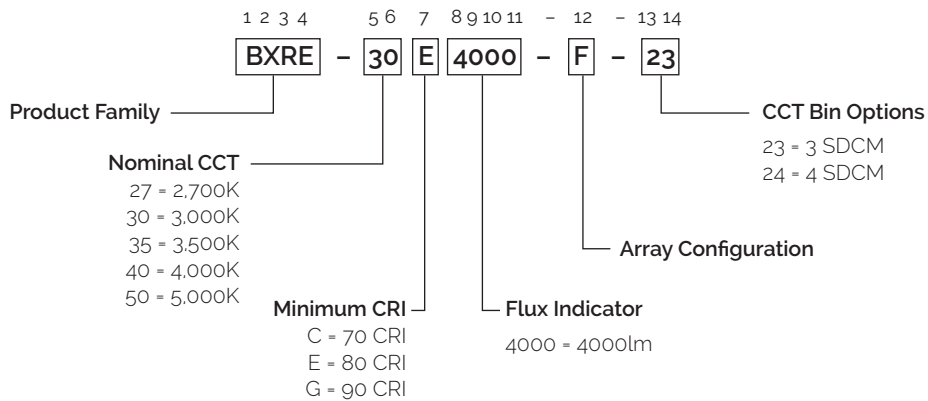 1 2 3 4 5 6 7 8 9 10 11 – 12 – 13 14
BXRE – 30 E 4000 – F – 23
Product Family
CCT Bin Options
23 = 3 SDCM
24 = 4 SDCM
Nominal CCT
27 = 2,700K
30 = 3,000K
35 = 3,500K
40 = 4,000K
50 = 5,000K
Array Configuration
Minimum CRI
C = 70 CRI
E = 80 CRI
G = 90 CRI
Flux Indicator
4000 = 4000lm